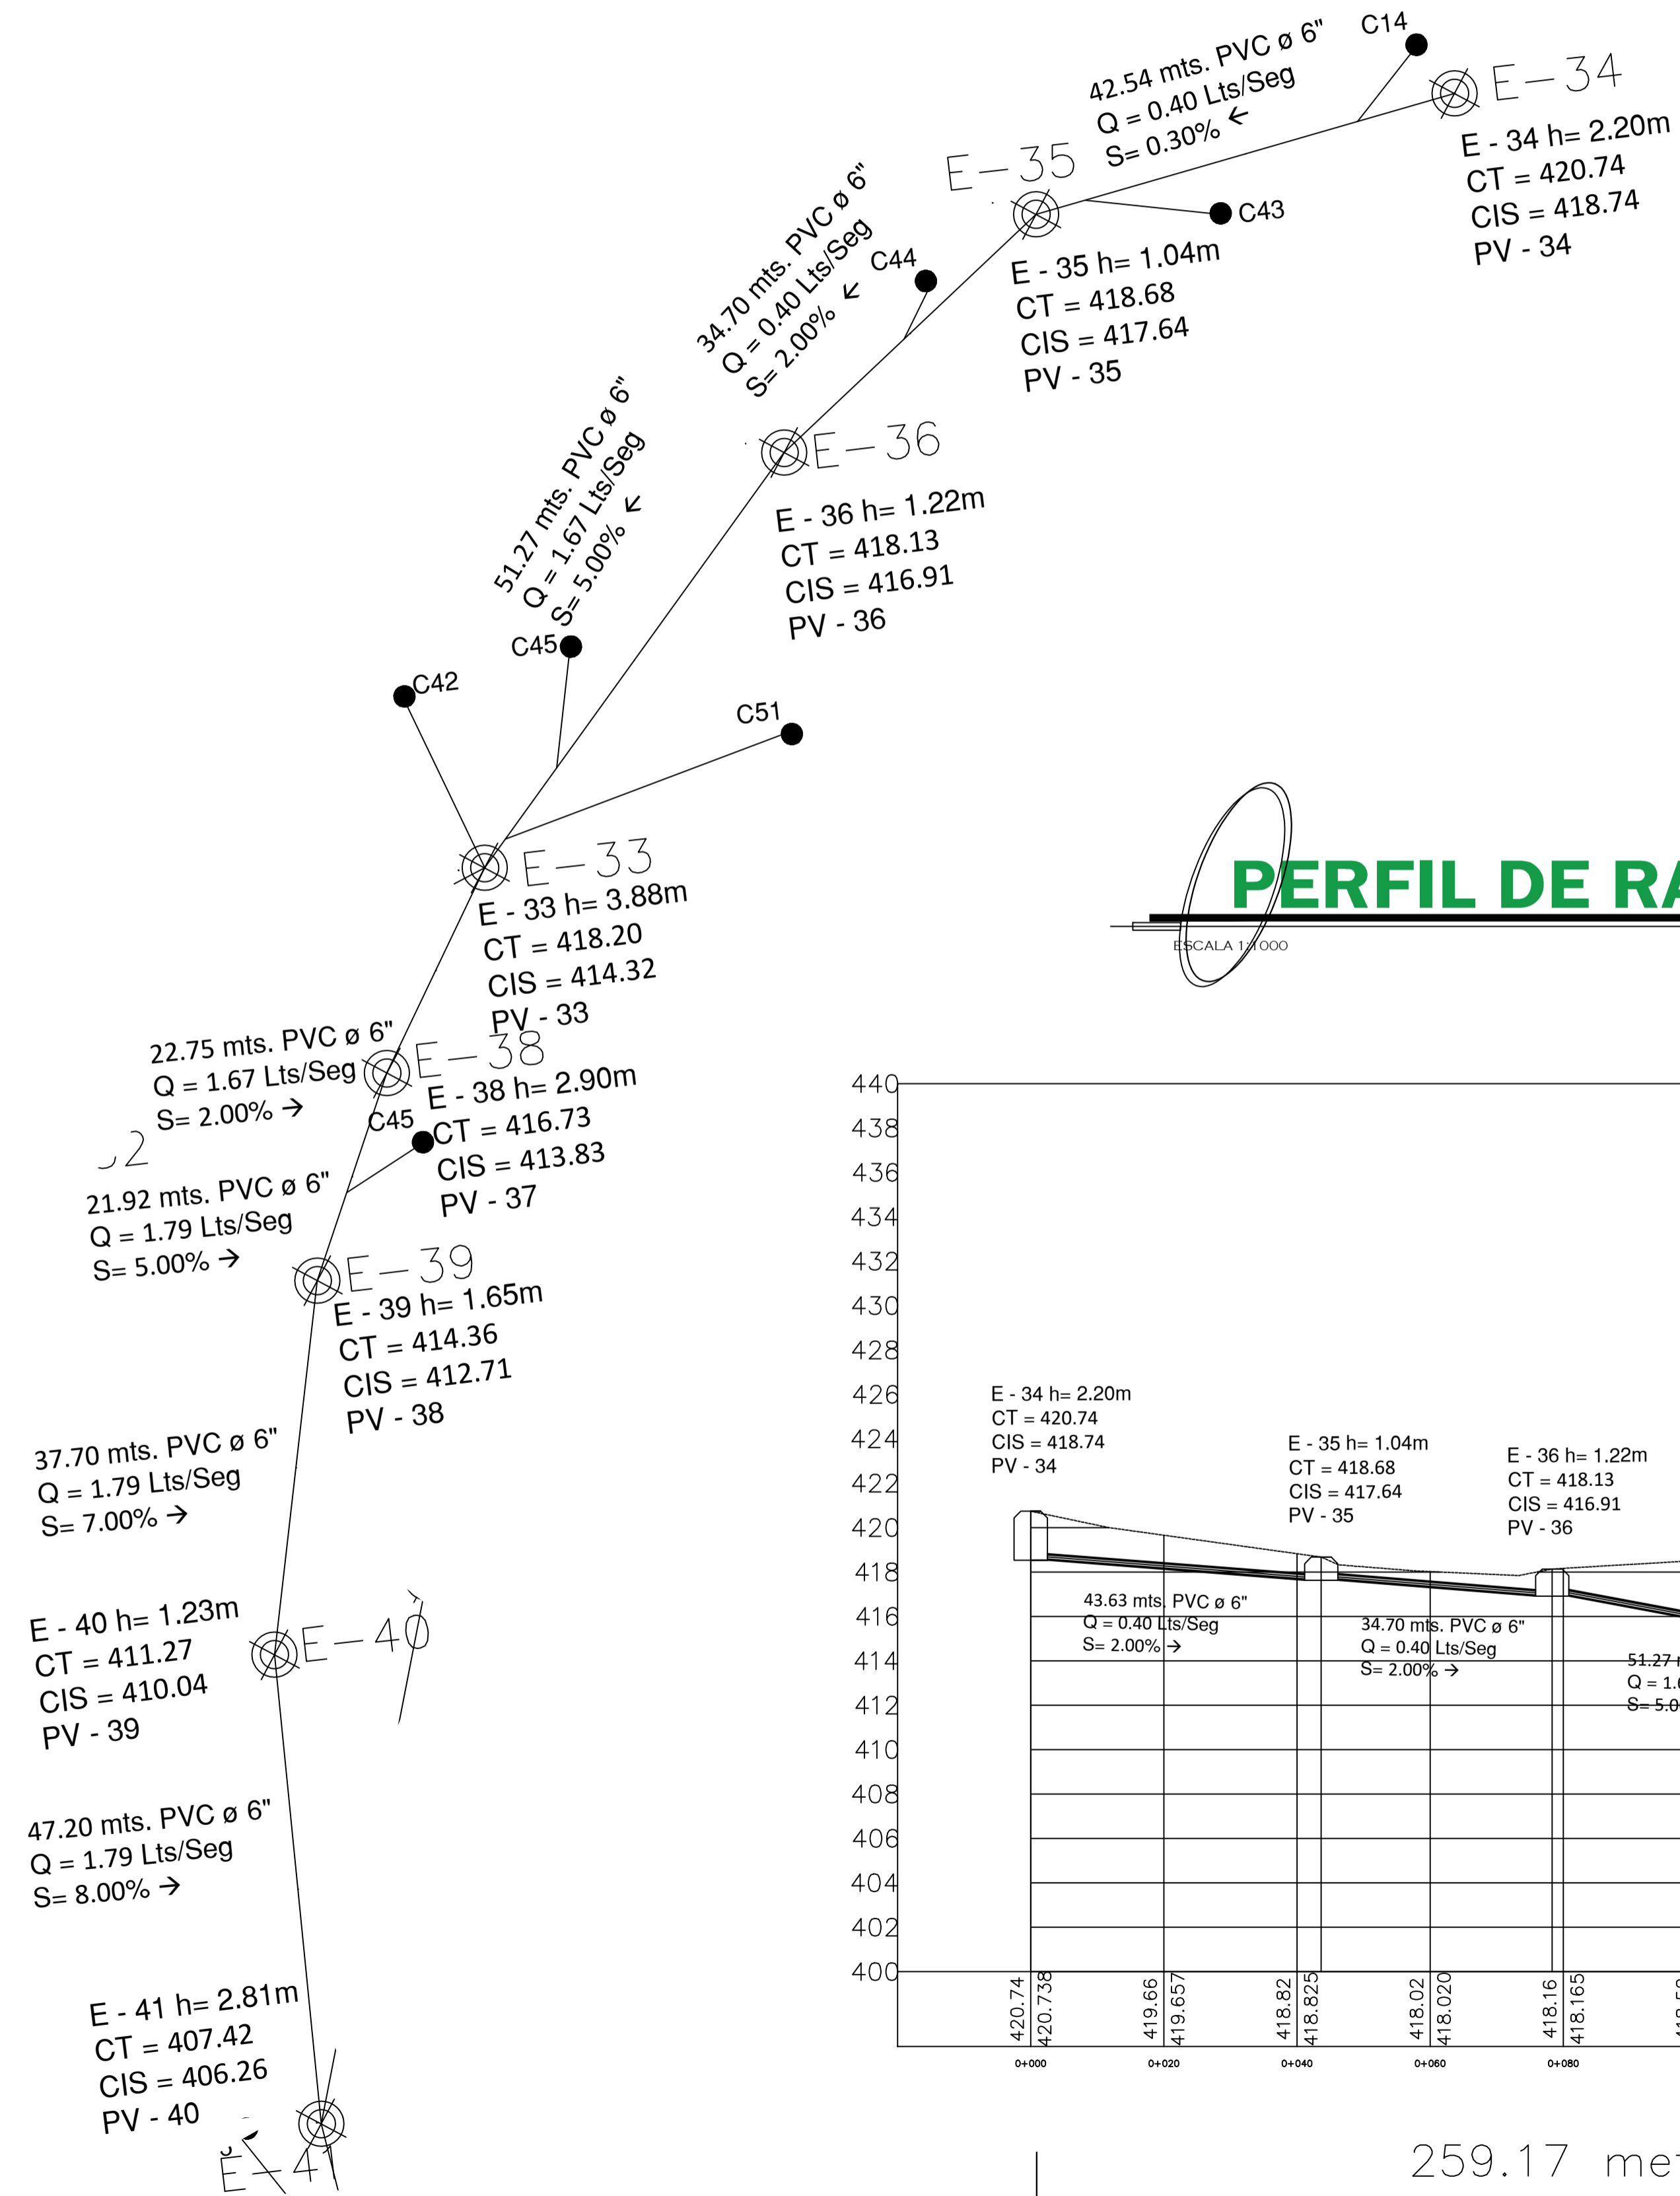 C14
42.54 mts. PVC ø 6"
Q = 0.40 Lts/Seg
S= 0.30% ←
E-34
E - 34 h= 2.20m
CT = 420.74
CIS = 418.74
PV - 34
E-35
C43
E - 35 h= 1.04m
CT = 418.68
CIS = 417.64
PV - 35
34.70 mts. PVC ø 6"
Q = 0.40 Lts/Seg
S= 2.00% ↙
C44
E-36
E - 36 h= 1.22m
CT = 418.13
CIS = 416.91
PV - 36
51.27 mts. PVC ø 6"
Q = 1.67 Lts/Seg
S= 5.00% ↙
C45
C42
C51
E-33
E - 33 h= 3.88m
CT = 418.20
CIS = 414.32
PV - 33
22.75 mts. PVC ø 6"
Q = 1.67 Lts/Seg
S= 2.00% →
E-38
E - 38 h= 2.90m
CT = 416.73
CIS = 413.83
PV - 37
C45
2
21.92 mts. PVC ø 6"
Q = 1.79 Lts/Seg
S= 5.00% →
E-39
E - 39 h= 1.65m
CT = 414.36
CIS = 412.71
PV - 38
37.70 mts. PVC ø 6"
Q = 1.79 Lts/Seg
S= 7.00% →
E - 40 h= 1.23m
CT = 411.27
CIS = 410.04
PV - 39
E-40
47.20 mts. PVC ø 6"
Q = 1.79 Lts/Seg
S= 8.00% →
E - 41 h= 2.81m
CT = 407.42
CIS = 406.26
PV - 40
E-41
PERFIL DE RA
ESCALA 1:1000
440
438
436
434
432
430
428
426
424
422
420
418
416
414
412
410
408
406
404
402
400
E - 34 h= 2.20m
CT = 420.74
CIS = 418.74
PV - 34
E - 35 h= 1.04m
CT = 418.68
CIS = 417.64
PV - 35
E - 36 h= 1.22m
CT = 418.13
CIS = 416.91
PV - 36
43.63 mts. PVC ø 6"
Q = 0.40 Lts/Seg
S= 2.00% →
34.70 mts. PVC ø 6"
Q = 0.40 Lts/Seg
S= 2.00% →
51.27
Q = 1.6
S= 5.0
420.74
420.738
419.66
419.657
418.82
418.825
418.02
418.020
418.16
418.165
0+000
0+020
0+040
0+060
0+080
259.17 met